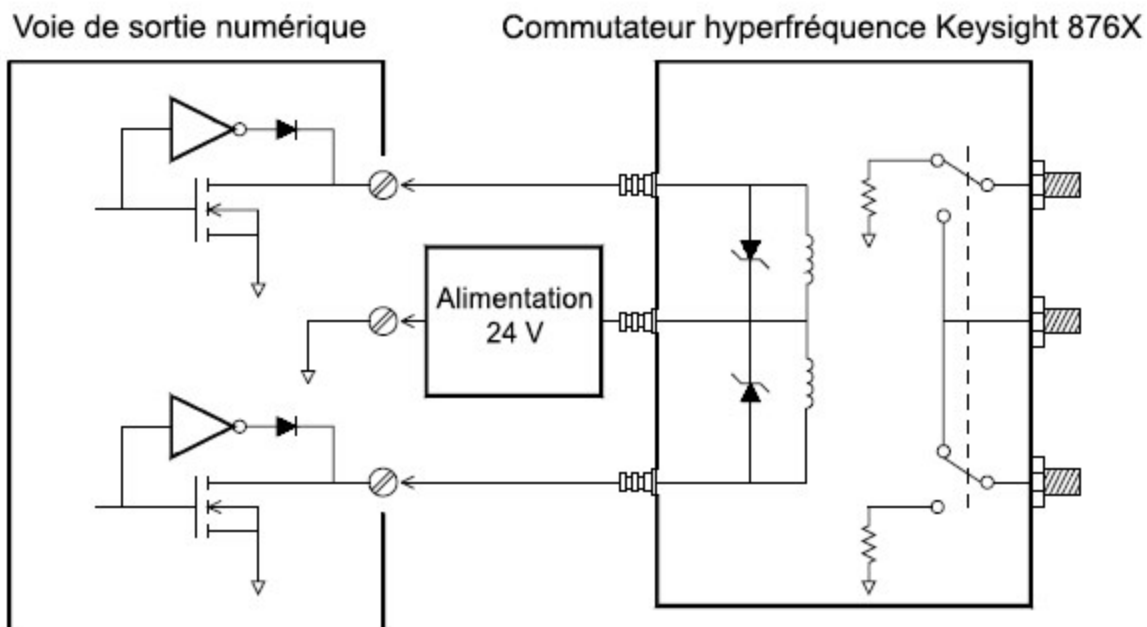 Voie de sortie numérique
Commutateur hyperfréquence Keysight 876X
Alimentation
24 V